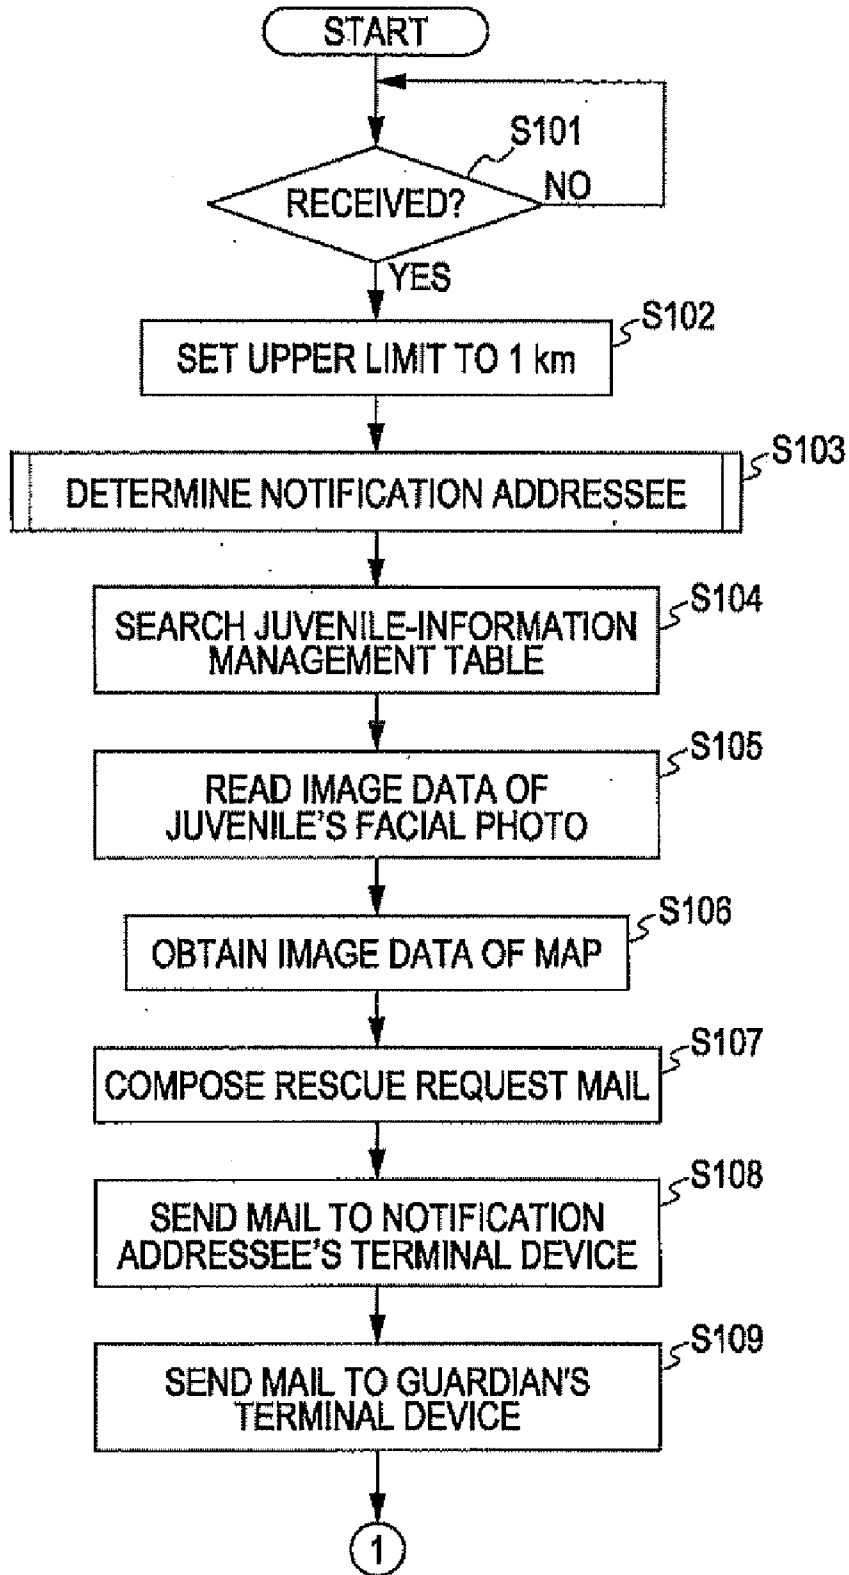 START
S101
RECEIVED?
NO
YES
S102
SET UPPER LIMIT TO 1 km
S103
DETERMINE NOTIFICATION ADDRESSEE
S104
SEARCH JUVENILE-INFORMATION
MANAGEMENT TABLE
S105
READ IMAGE DATA OF
JUVENILE'S FACIAL PHOTO
S106
OBTAIN IMAGE DATA OF MAP
S107
COMPOSE RESCUE REQUEST MAIL
S108
SEND MAIL TO NOTIFICATION
ADDRESSEE'S TERMINAL DEVICE
S109
SEND MAIL TO GUARDIAN'S
TERMINAL DEVICE
1